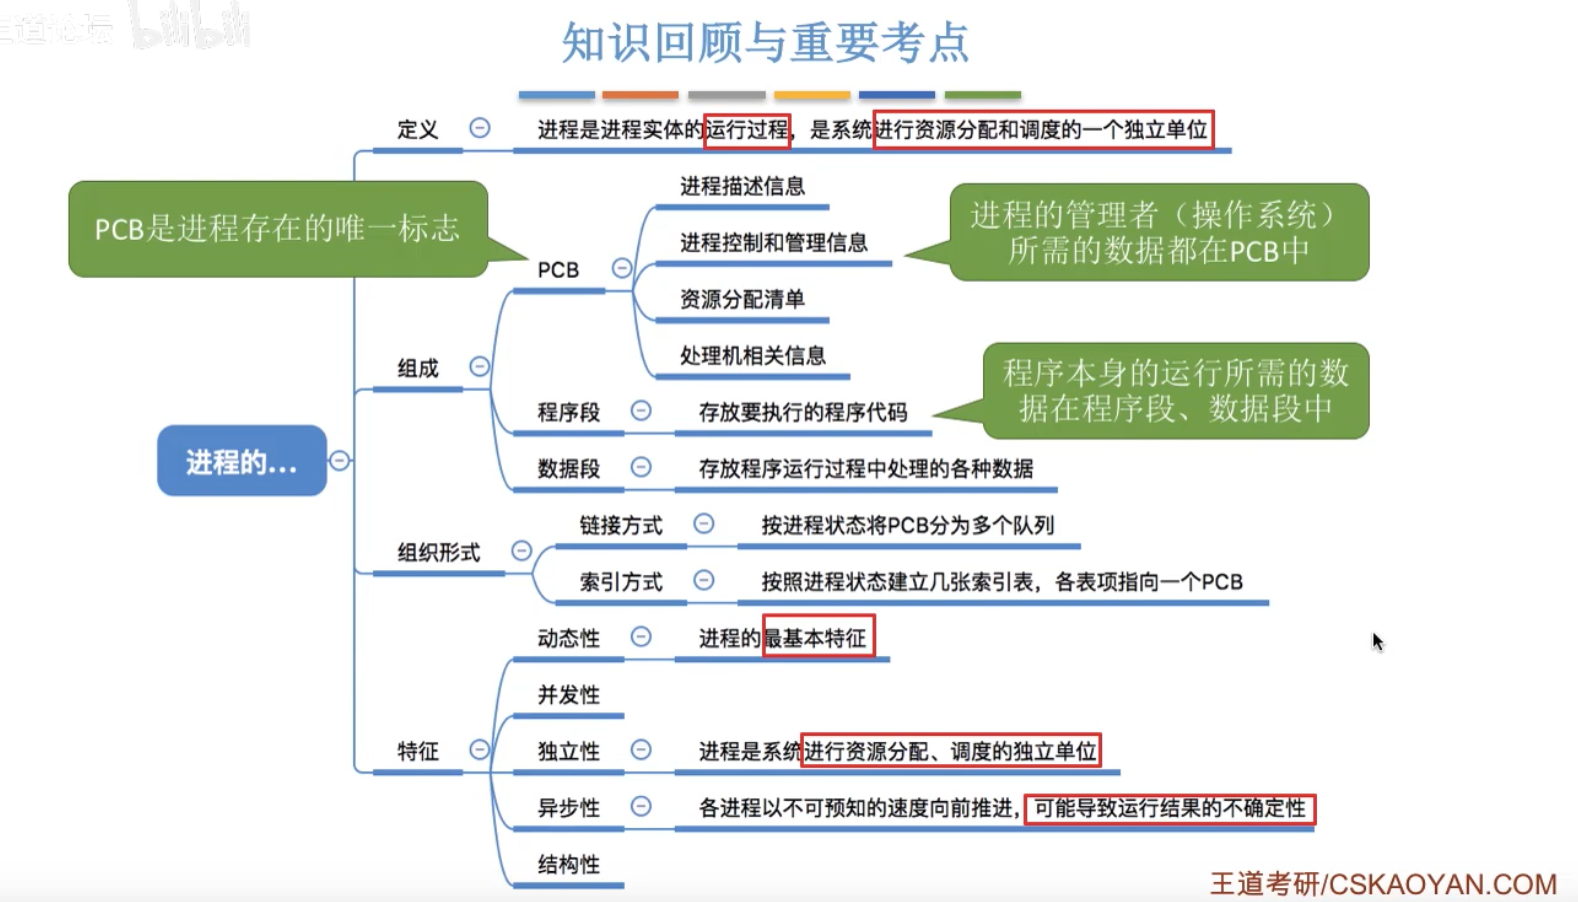 王道论坛 bilibili
知识回顾与重要考点
定义
进程是进程实体的运行过程，是系统进行资源分配和调度的一个独立单位
PCB是进程存在的唯一标志
进程描述信息
进程的管理者（操作系统）
所需的数据都在PCB中
进程控制和管理信息
PCB
资源分配清单
处理机相关信息
组成
程序本身的运行所需的数
据在程序段、数据段中
程序段
存放要执行的程序代码
进程的...
数据段
存放程序运行过程中处理的各种数据
组织形式
链接方式
按进程状态将PCB分为多个队列
索引方式
按照进程状态建立几张索引表，各表项指向一个PCB
动态性
进程的最基本特征
并发性
特征
独立性
进程是系统进行资源分配、调度的独立单位
异步性
各进程以不可预知的速度向前推进，可能导致运行结果的不确定性
结构性
王道考研/CSKAOYAN.COM